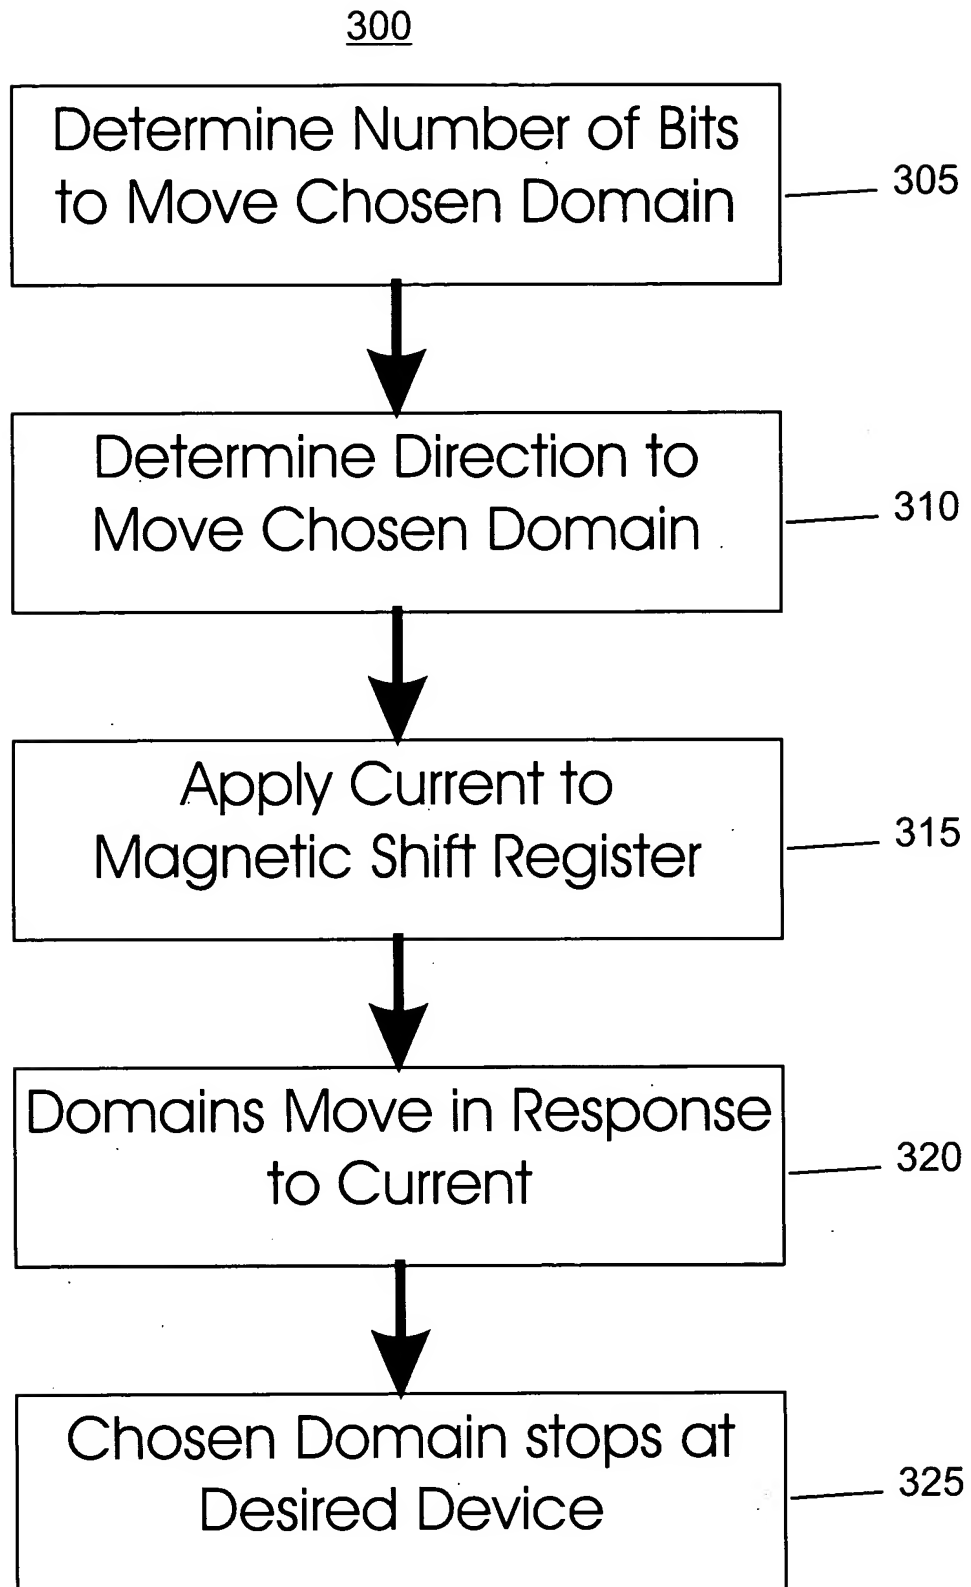 300
Determine Number of Bits
to Move Chosen Domain
305
Determine Direction to
Move Chosen Domain
310
Apply Current to
Magnetic Shift Register
315
Domains Move in Response
to Current
320
Chosen Domain stops at
Desired Device
325